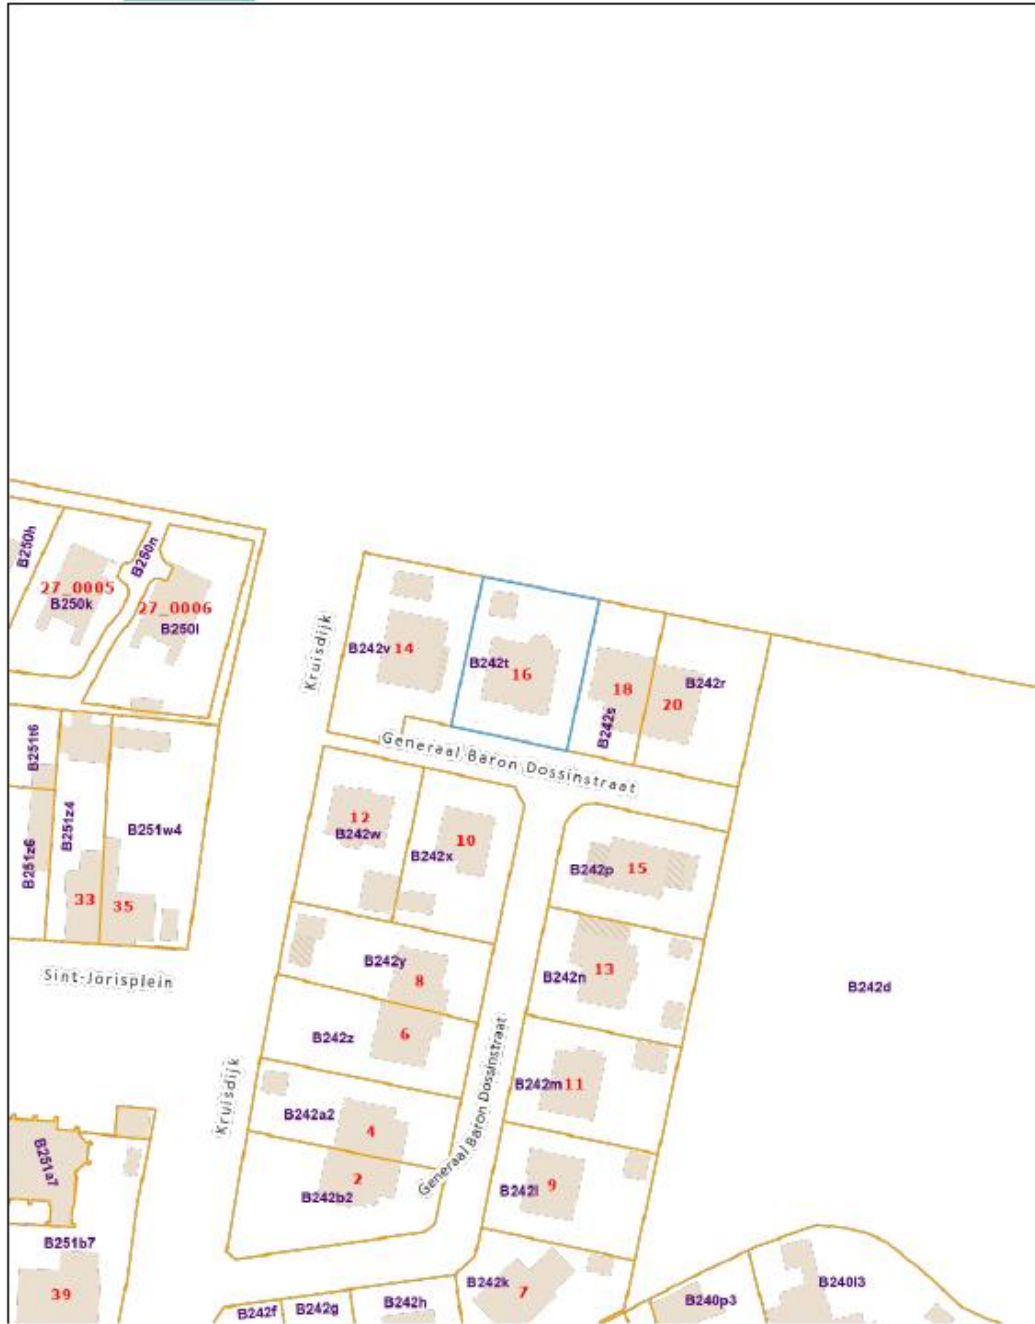 B250h
B250n
27_0005
B250k
27_0006
B250l
Kruisdijk
B242v
14
B242t
16
18
B242s
20
B242r
Generaal Baron Dossinstraat
B251t6
B251z4
B251w4
B251z6
33
35
12
B242w
10
B242x
B242p
15
Sint-Jorisplein
B242y
8
B242n
13
B242d
B242z
6
Generaal Baron Dossinstraat
Kruisdijk
B242m
11
B242a2
4
B251a7
2
B242b2
B242l
9
B251b7
39
B242k
7
B242f
B242g
B242h
B240p3
B240l3